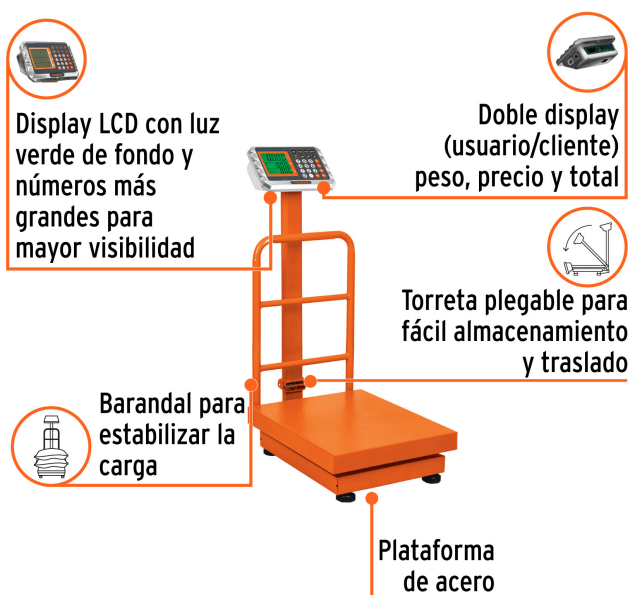 Display LCD con luz
verde de fondo y
números más
grandes para
mayor visibilidad
Doble display
(usuario/cliente)
peso, precio y total
Torreta plegable para
fácil almacenamiento
y traslado
Barandal para
estabilizar la
carga
Plataforma
de acero